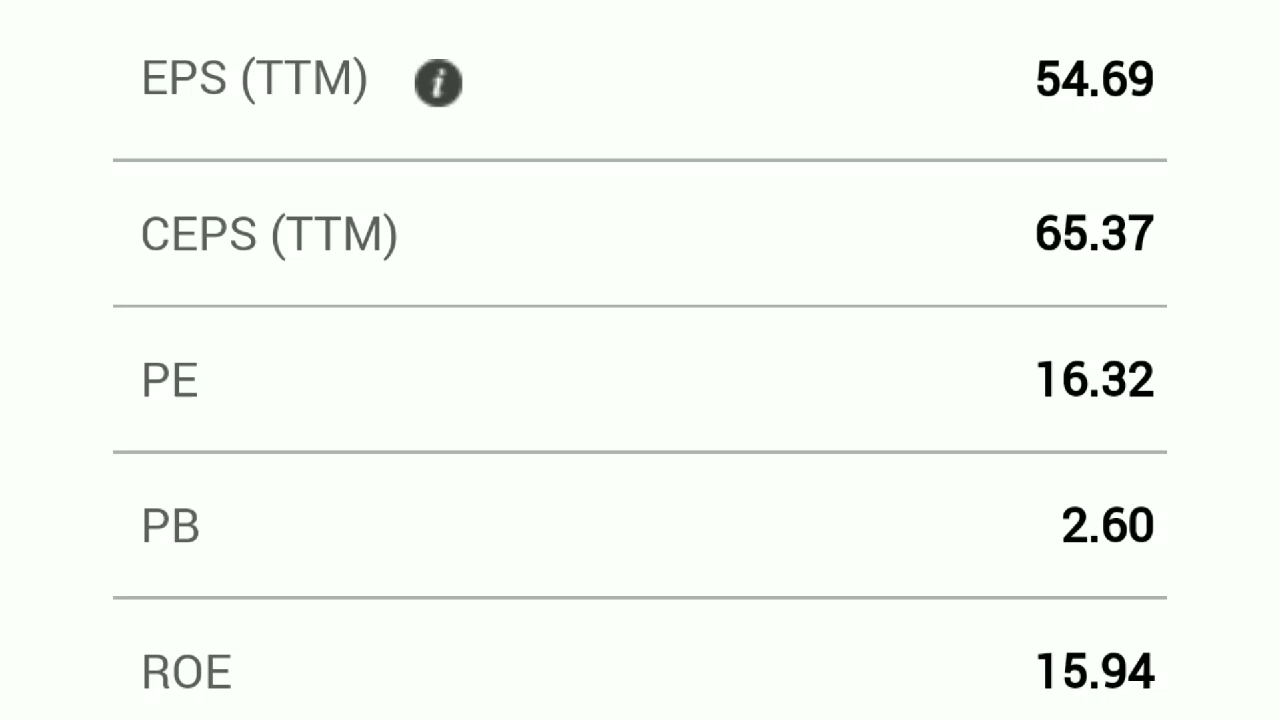 EPS (TTM) i 54.69
CEPS (TTM) 65.37
PE 16.32
PB 2.60
ROE 15.94